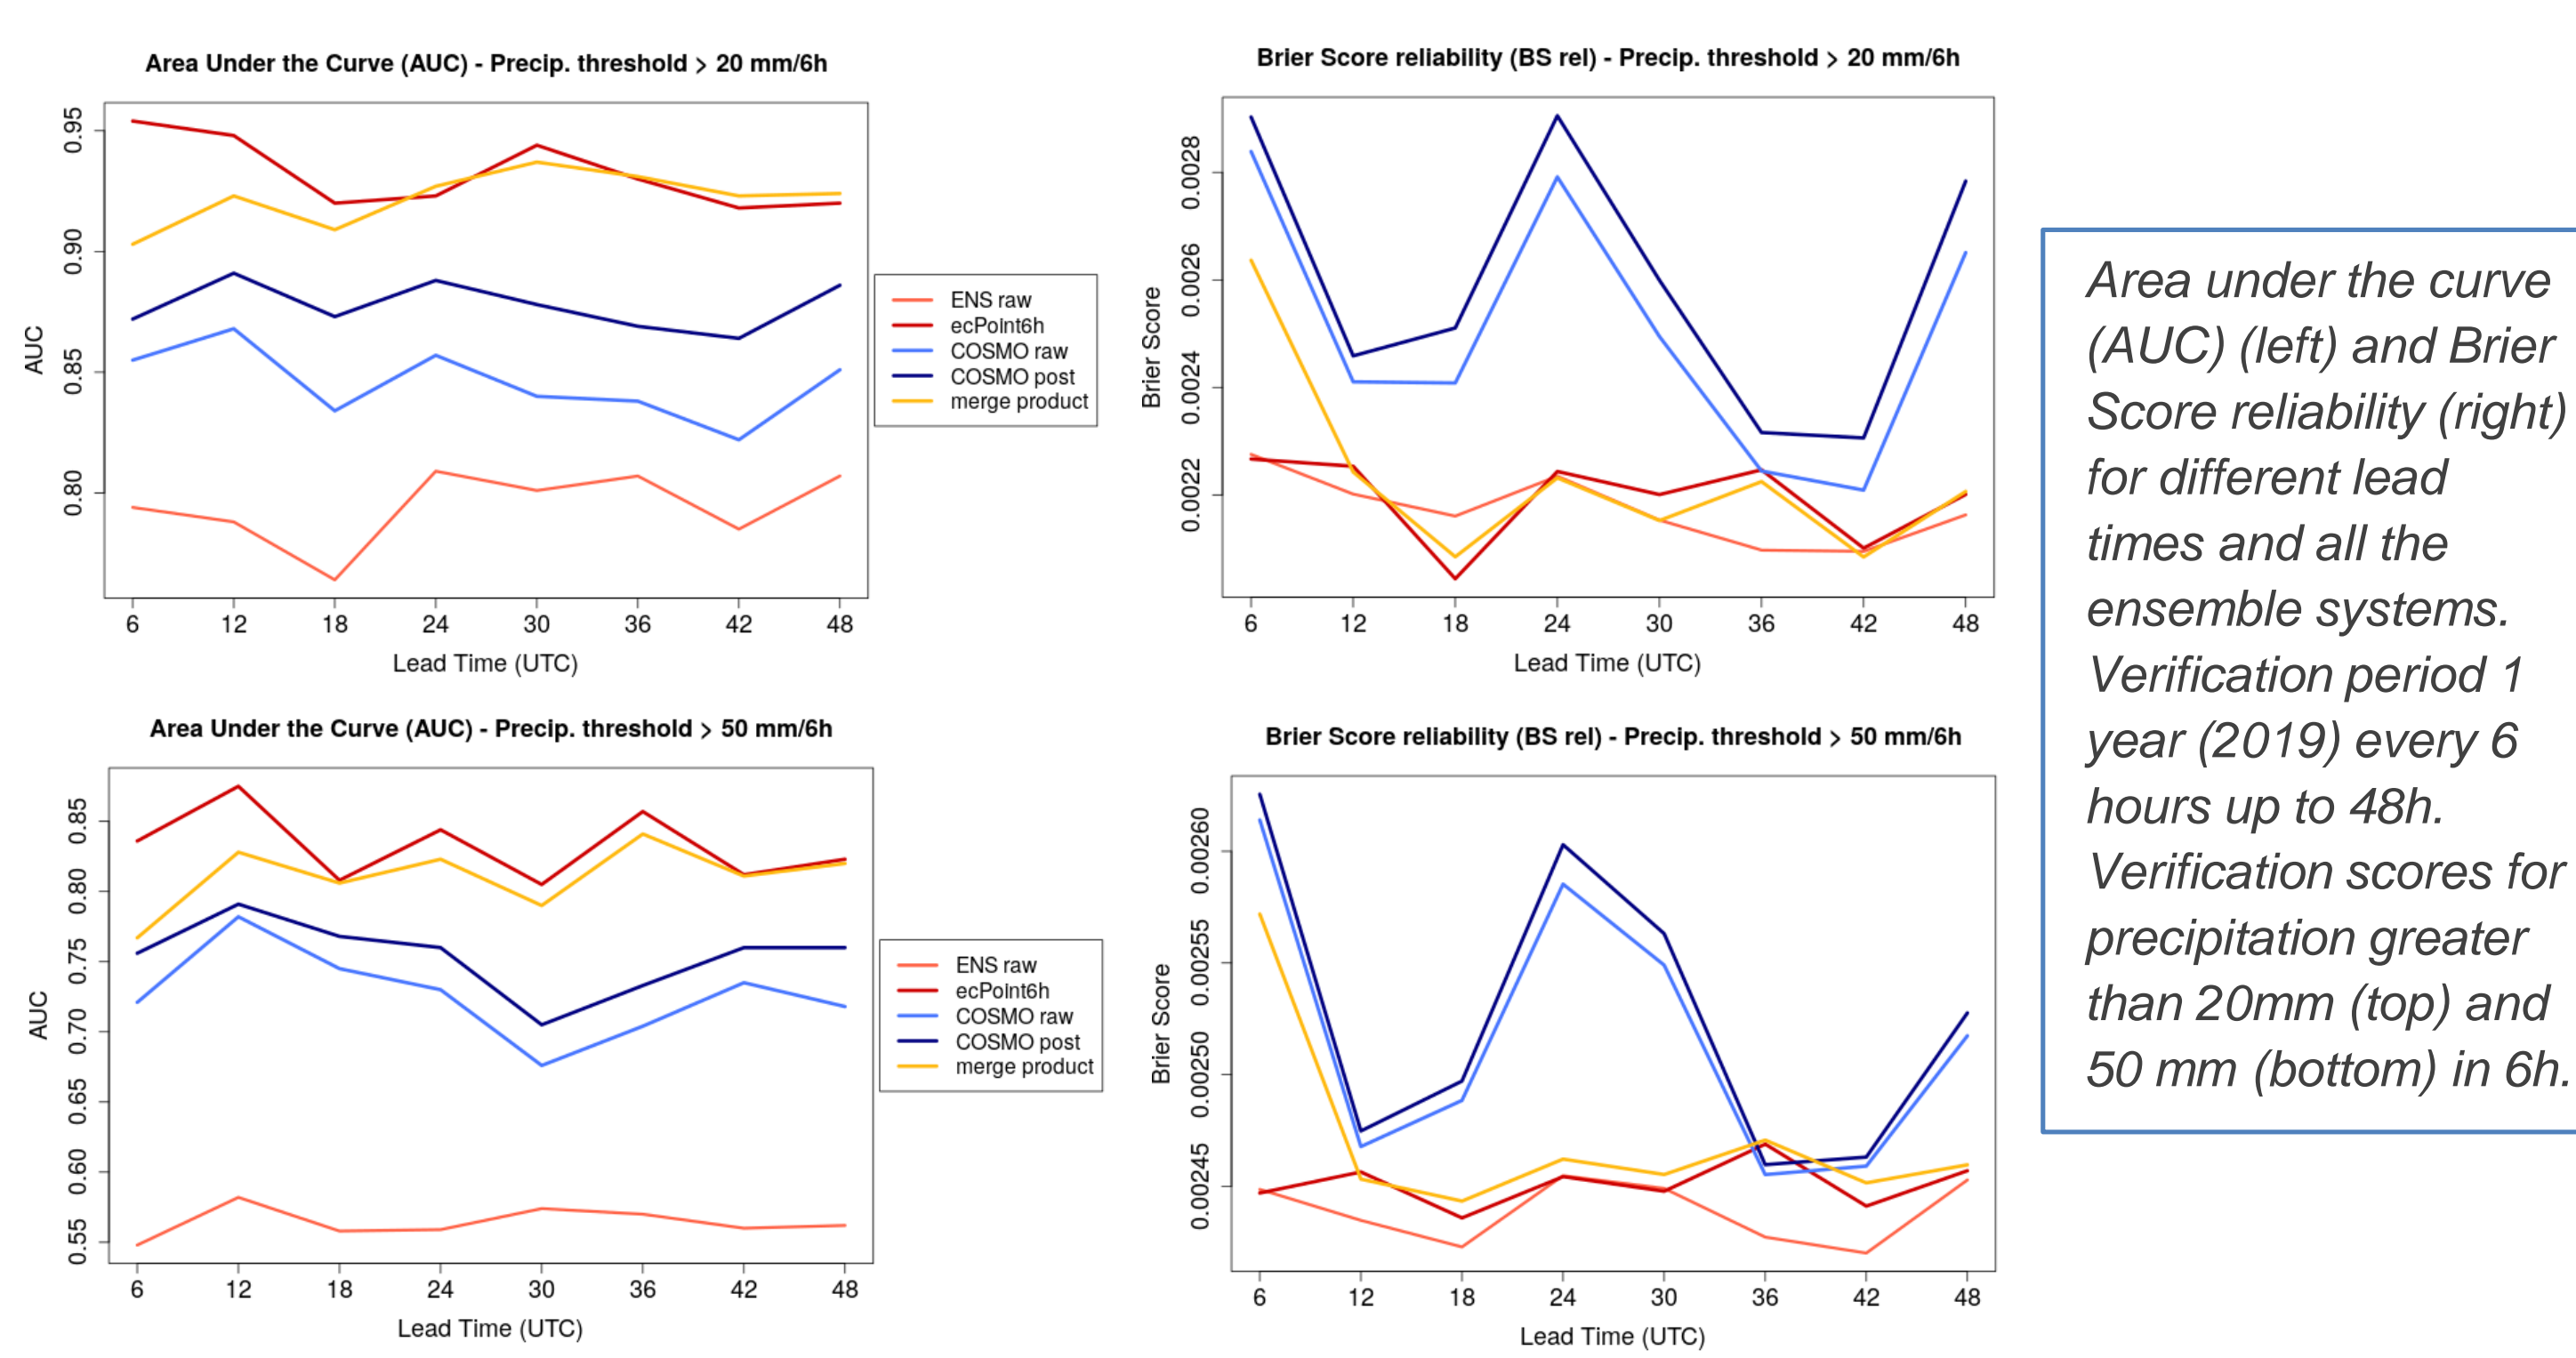 Area Under the Curve (AUC) - Precip. threshold > 20 mm/6h
AUC
0.95
0.90
0.85
0.80
6 12 18 24 30 36 42 48
Lead Time (UTC)
ENS raw
ecPoint6h
COSMO raw
COSMO post
merge product
Brier Score reliability (BS rel) - Precip. threshold > 20 mm/6h
Brier Score
0.0028
0.0026
0.0024
0.0022
6 12 18 24 30 36 42 48
Lead Time (UTC)
Area Under the Curve (AUC) - Precip. threshold > 50 mm/6h
AUC
0.85
0.80
0.75
0.70
0.65
0.60
0.55
6 12 18 24 30 36 42 48
Lead Time (UTC)
ENS raw
ecPoint6h
COSMO raw
COSMO post
merge product
Brier Score reliability (BS rel) - Precip. threshold > 50 mm/6h
Brier Score
0.00260
0.00255
0.00250
0.00245
6 12 18 24 30 36 42 48
Lead Time (UTC)
Area under the curve
(AUC) (left) and Brier
Score reliability (right)
for different lead
times and all the
ensemble systems.
Verification period 1
year (2019) every 6
hours up to 48h.
Verification scores for
precipitation greater
than 20mm (top) and
50 mm (bottom) in 6h.